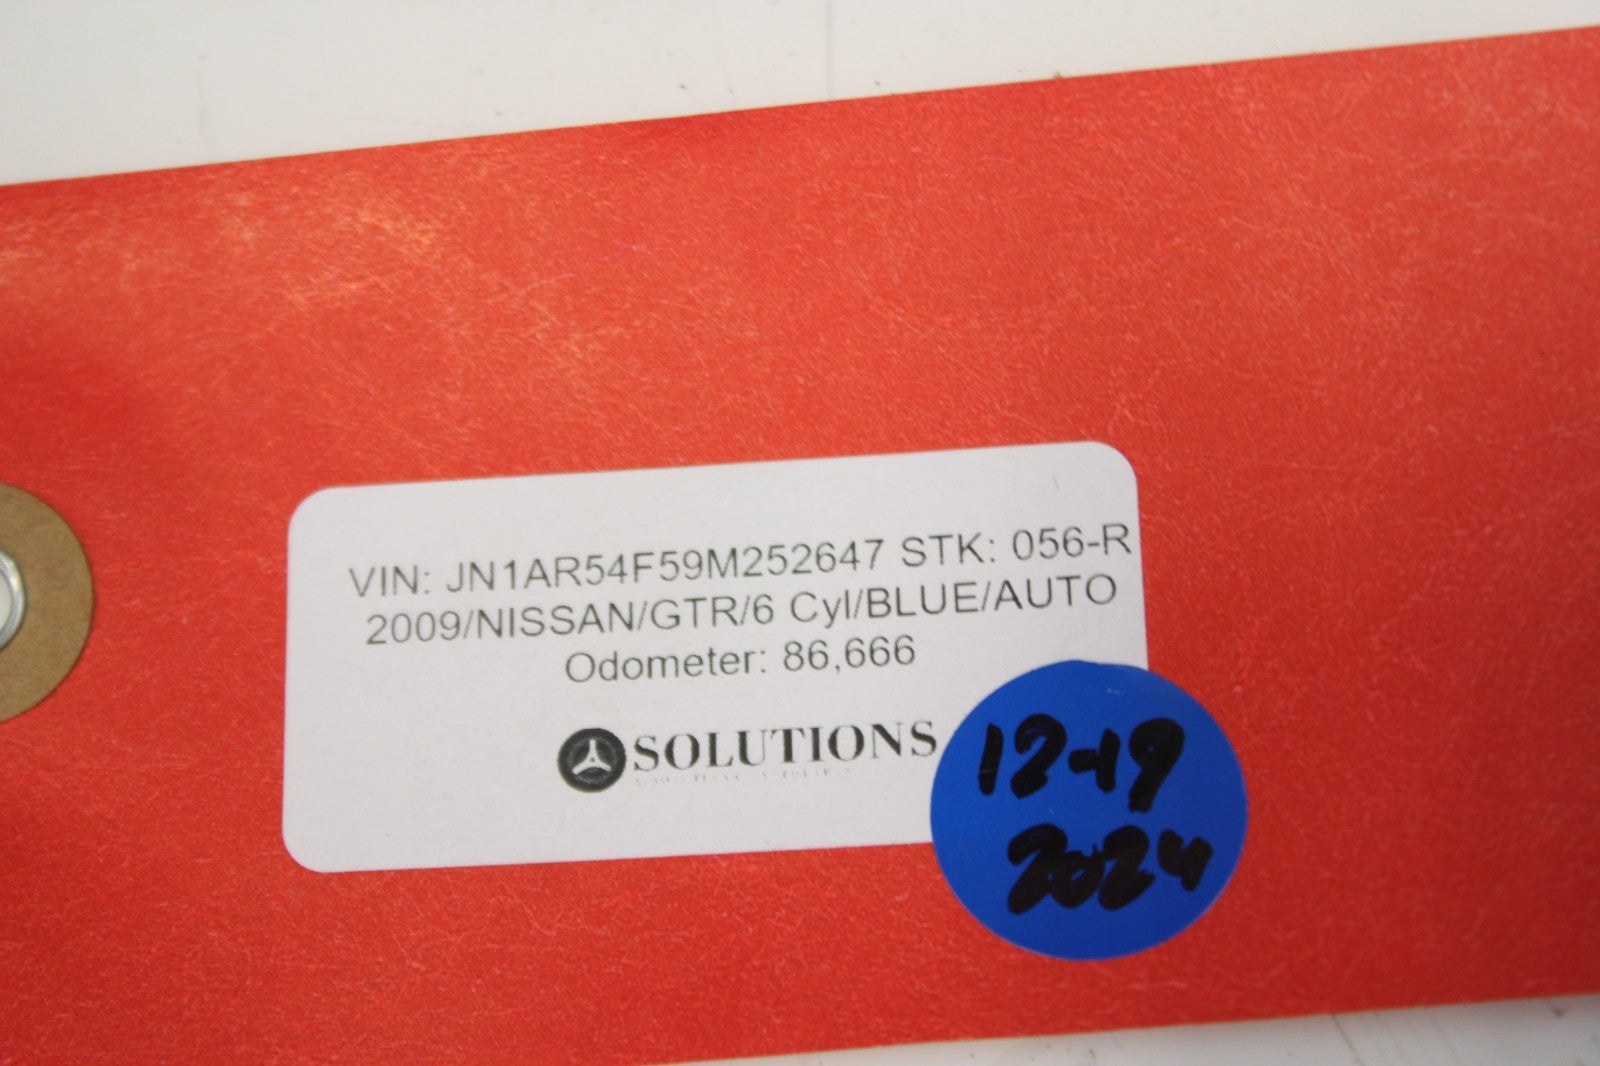 VIN: JN1AR54F59M252647 STK: 056-R
2009/NISSAN/GTR/6 Cyl/BLUE/AUTO
Odometer: 86,666
SOLUTIONS
12-19
2024